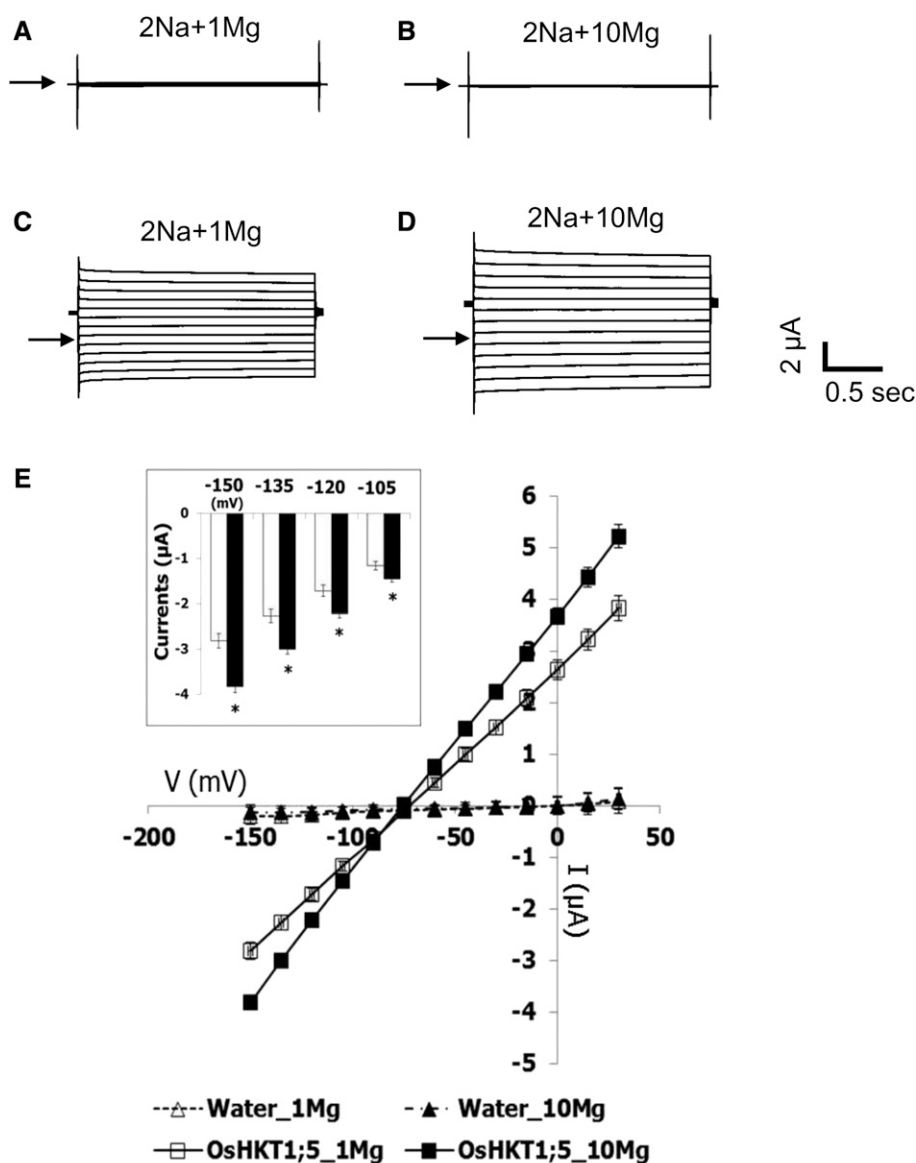 A
2Na+1Mg
B
2Na+10Mg
C
2Na+1Mg
D
2Na+10Mg
2 µA
0.5 sec
E
-150 -135 -120 -105
(mV)
0
-1
-2
-3
-4
Currents (µA)
* * * *
6
5
4
3
2
1
0
-1
-2
-3
-4
-5
V (mV)
-200 -150 -100 -50 0 50
I (µA)
Water_1Mg Water_10Mg
OsHKT1;5_1Mg OsHKT1;5_10Mg